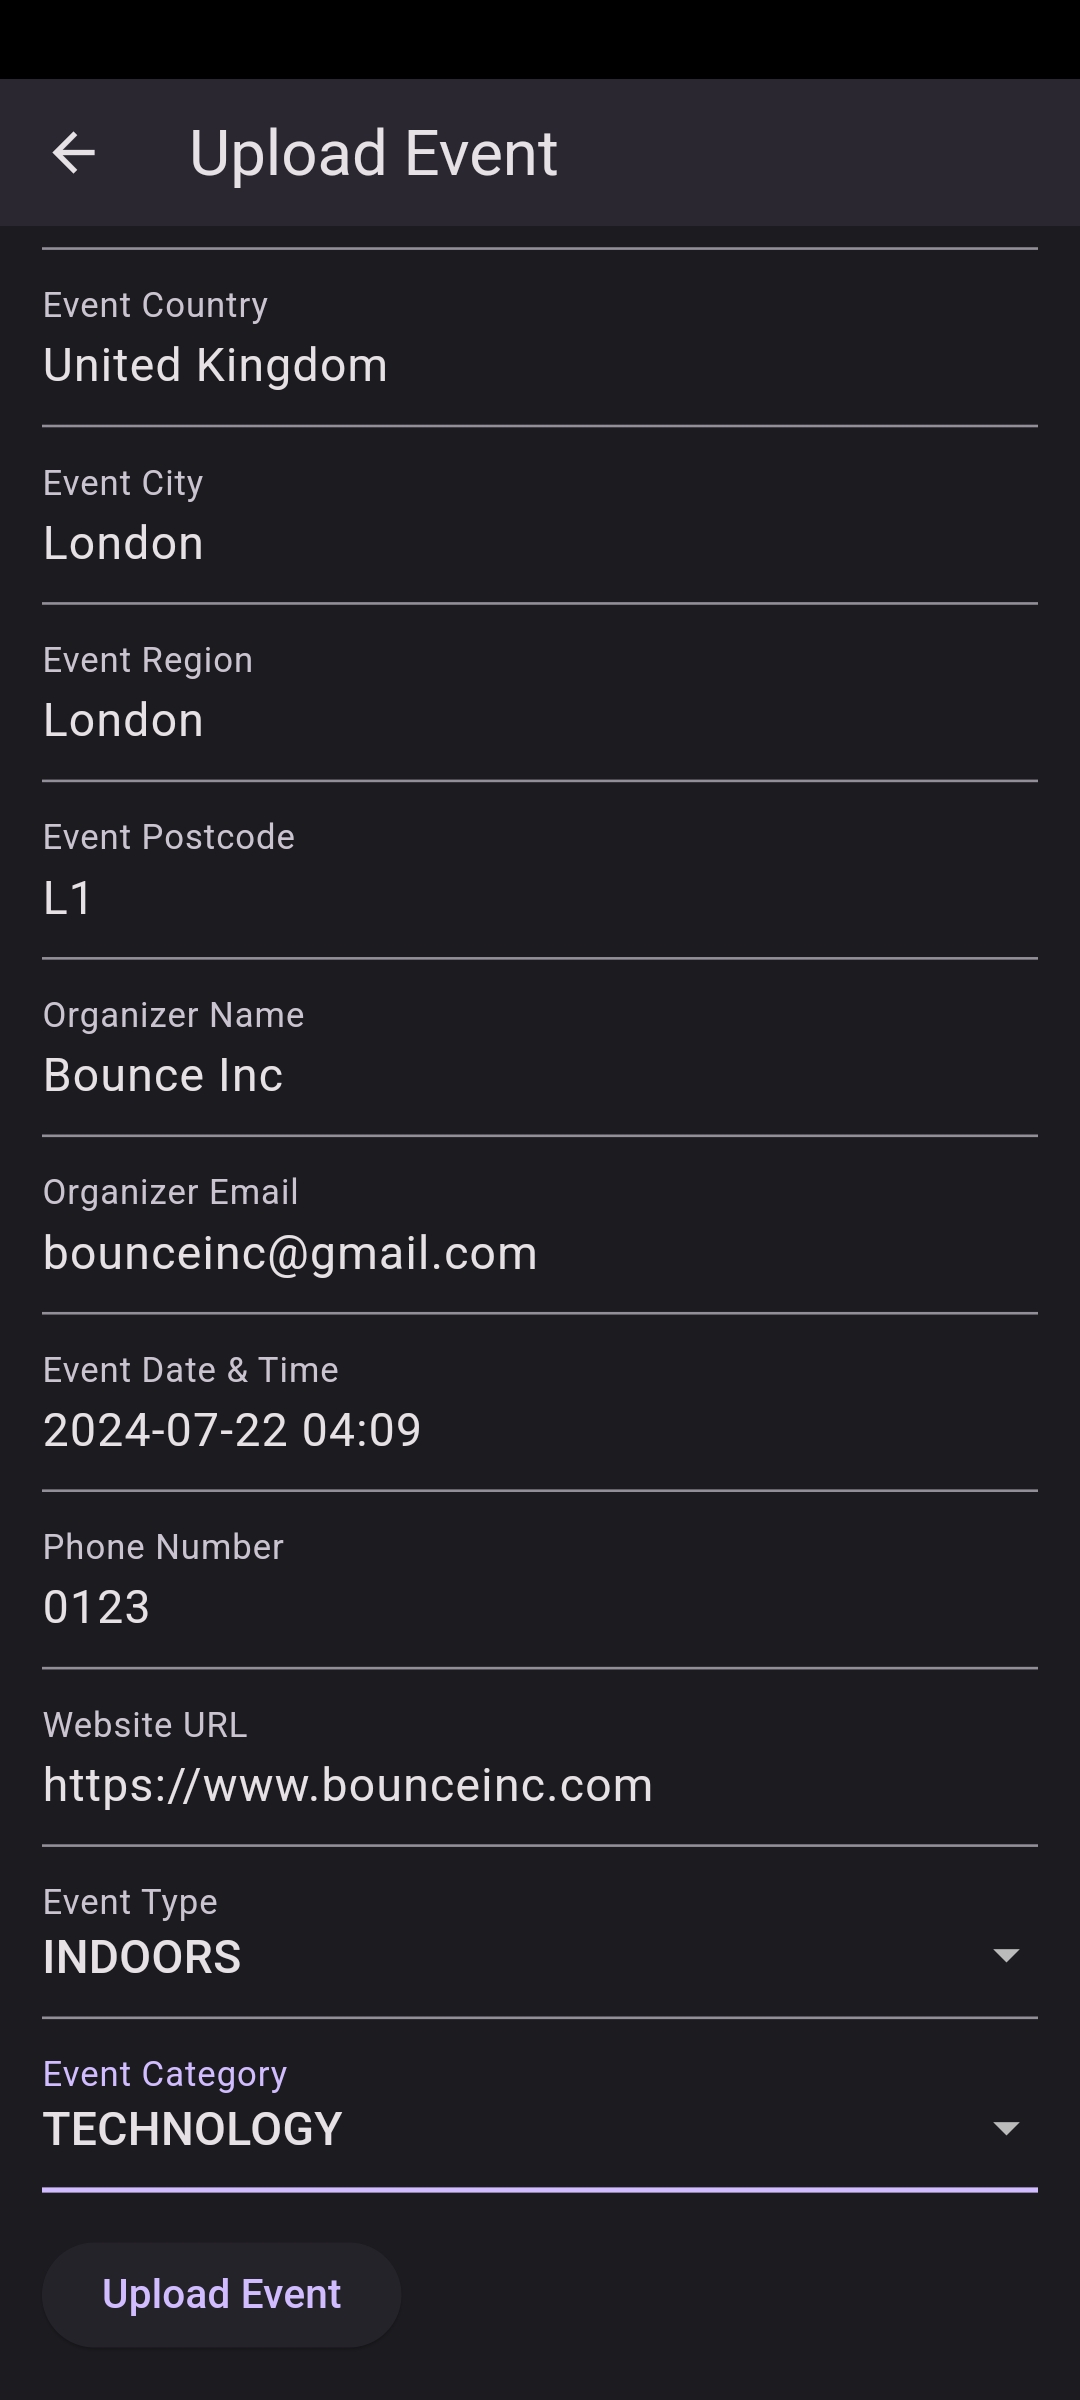 Upload Event
Event Country
United Kingdom
Event City
London
Event Region
London
Event Postcode
L1
Organizer Name
Bounce Inc
Organizer Email
bounceinc@gmail.com
Event Date & Time
2024-07-22 04:09
Phone Number
0123
Website URL
https://www.bounceinc.com
Event Type
INDOORS
Event Category
TECHNOLOGY
Upload Event